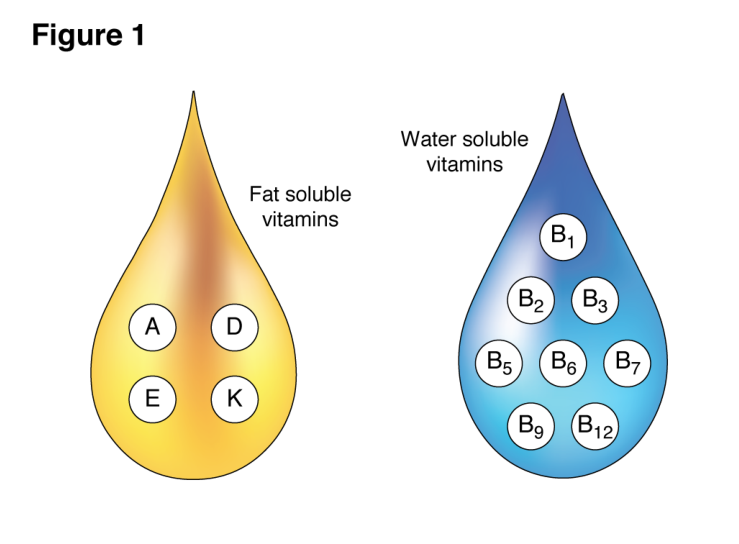 Figure 1
Fat soluble
vitamins
A D
E K
Water soluble
vitamins
B1
B2 B3
B5 B6 B7
B9 B12